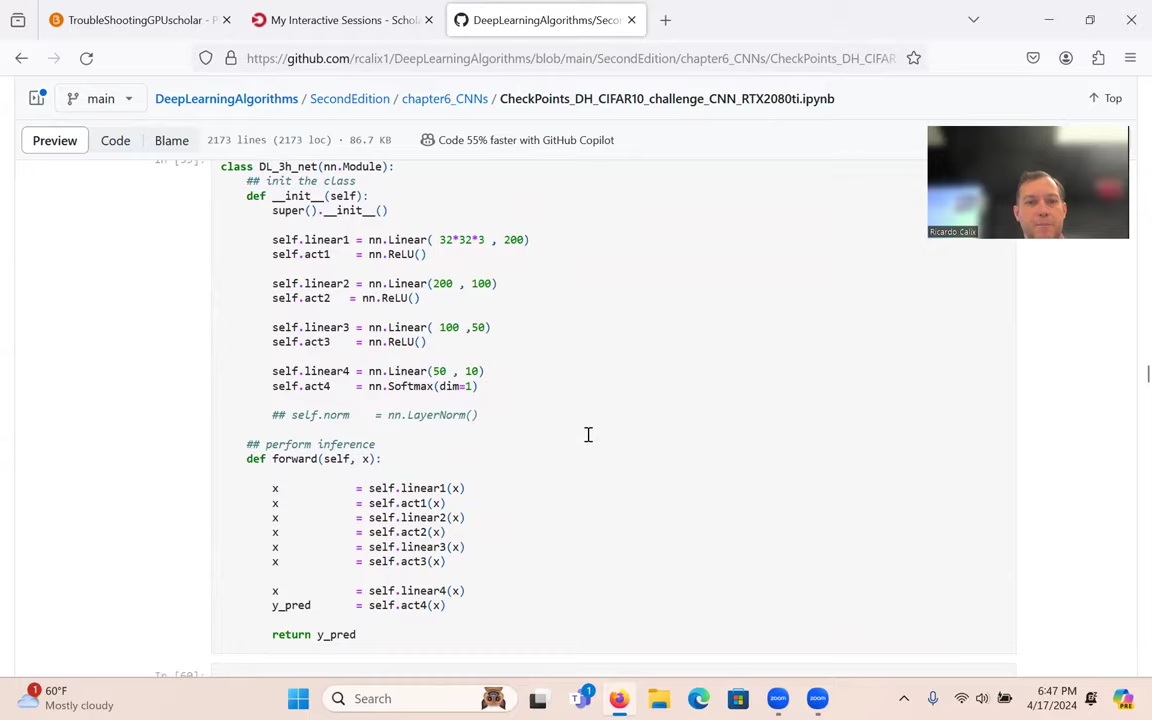 TroubleShootingGPUscholar - P
My Interactive Sessions - Schola
DeepLearningAlgorithms/Secon
https://github.com/rcalix1/DeepLearningAlgorithms/blob/main/SecondEdition/chapter6_CNNs/CheckPoints_DH_CIFAR
main
DeepLearningAlgorithms / SecondEdition / chapter6_CNNs / CheckPoints_DH_CIFAR10_challenge_CNN_RTX2080ti.ipynb
Top
Preview Code Blame 2173 lines (2173 loc) · 86.7 KB Code 55% faster with GitHub Copilot
class DL_3h_net(nn.Module):
## init the class
def __init__(self):
super().__init__()
self.linear1 = nn.Linear( 32*32*3 , 200)
self.act1 = nn.ReLU()
self.linear2 = nn.Linear(200 , 100)
self.act2 = nn.ReLU()
self.linear3 = nn.Linear( 100 ,50)
self.act3 = nn.ReLU()
self.linear4 = nn.Linear(50 , 10)
self.act4 = nn.Softmax(dim=1)
## self.norm = nn.LayerNorm()
## perform inference
def forward(self, x):
x = self.linear1(x)
x = self.act1(x)
x = self.linear2(x)
x = self.act2(x)
x = self.linear3(x)
x = self.act3(x)
x = self.linear4(x)
y_pred = self.act4(x)
return y_pred
Ricardo Calix
1
60°F
Mostly cloudy
Search
1
6:47 PM
4/17/2024
PRE